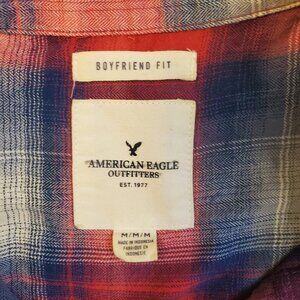 BOYFRIEND FIT
AMERICAN EAGLE
OUTFITTERS
EST. 1977
M/M/M
MADE IN INDONESIA
FABRIQUÉ EN
INDONÉSIE